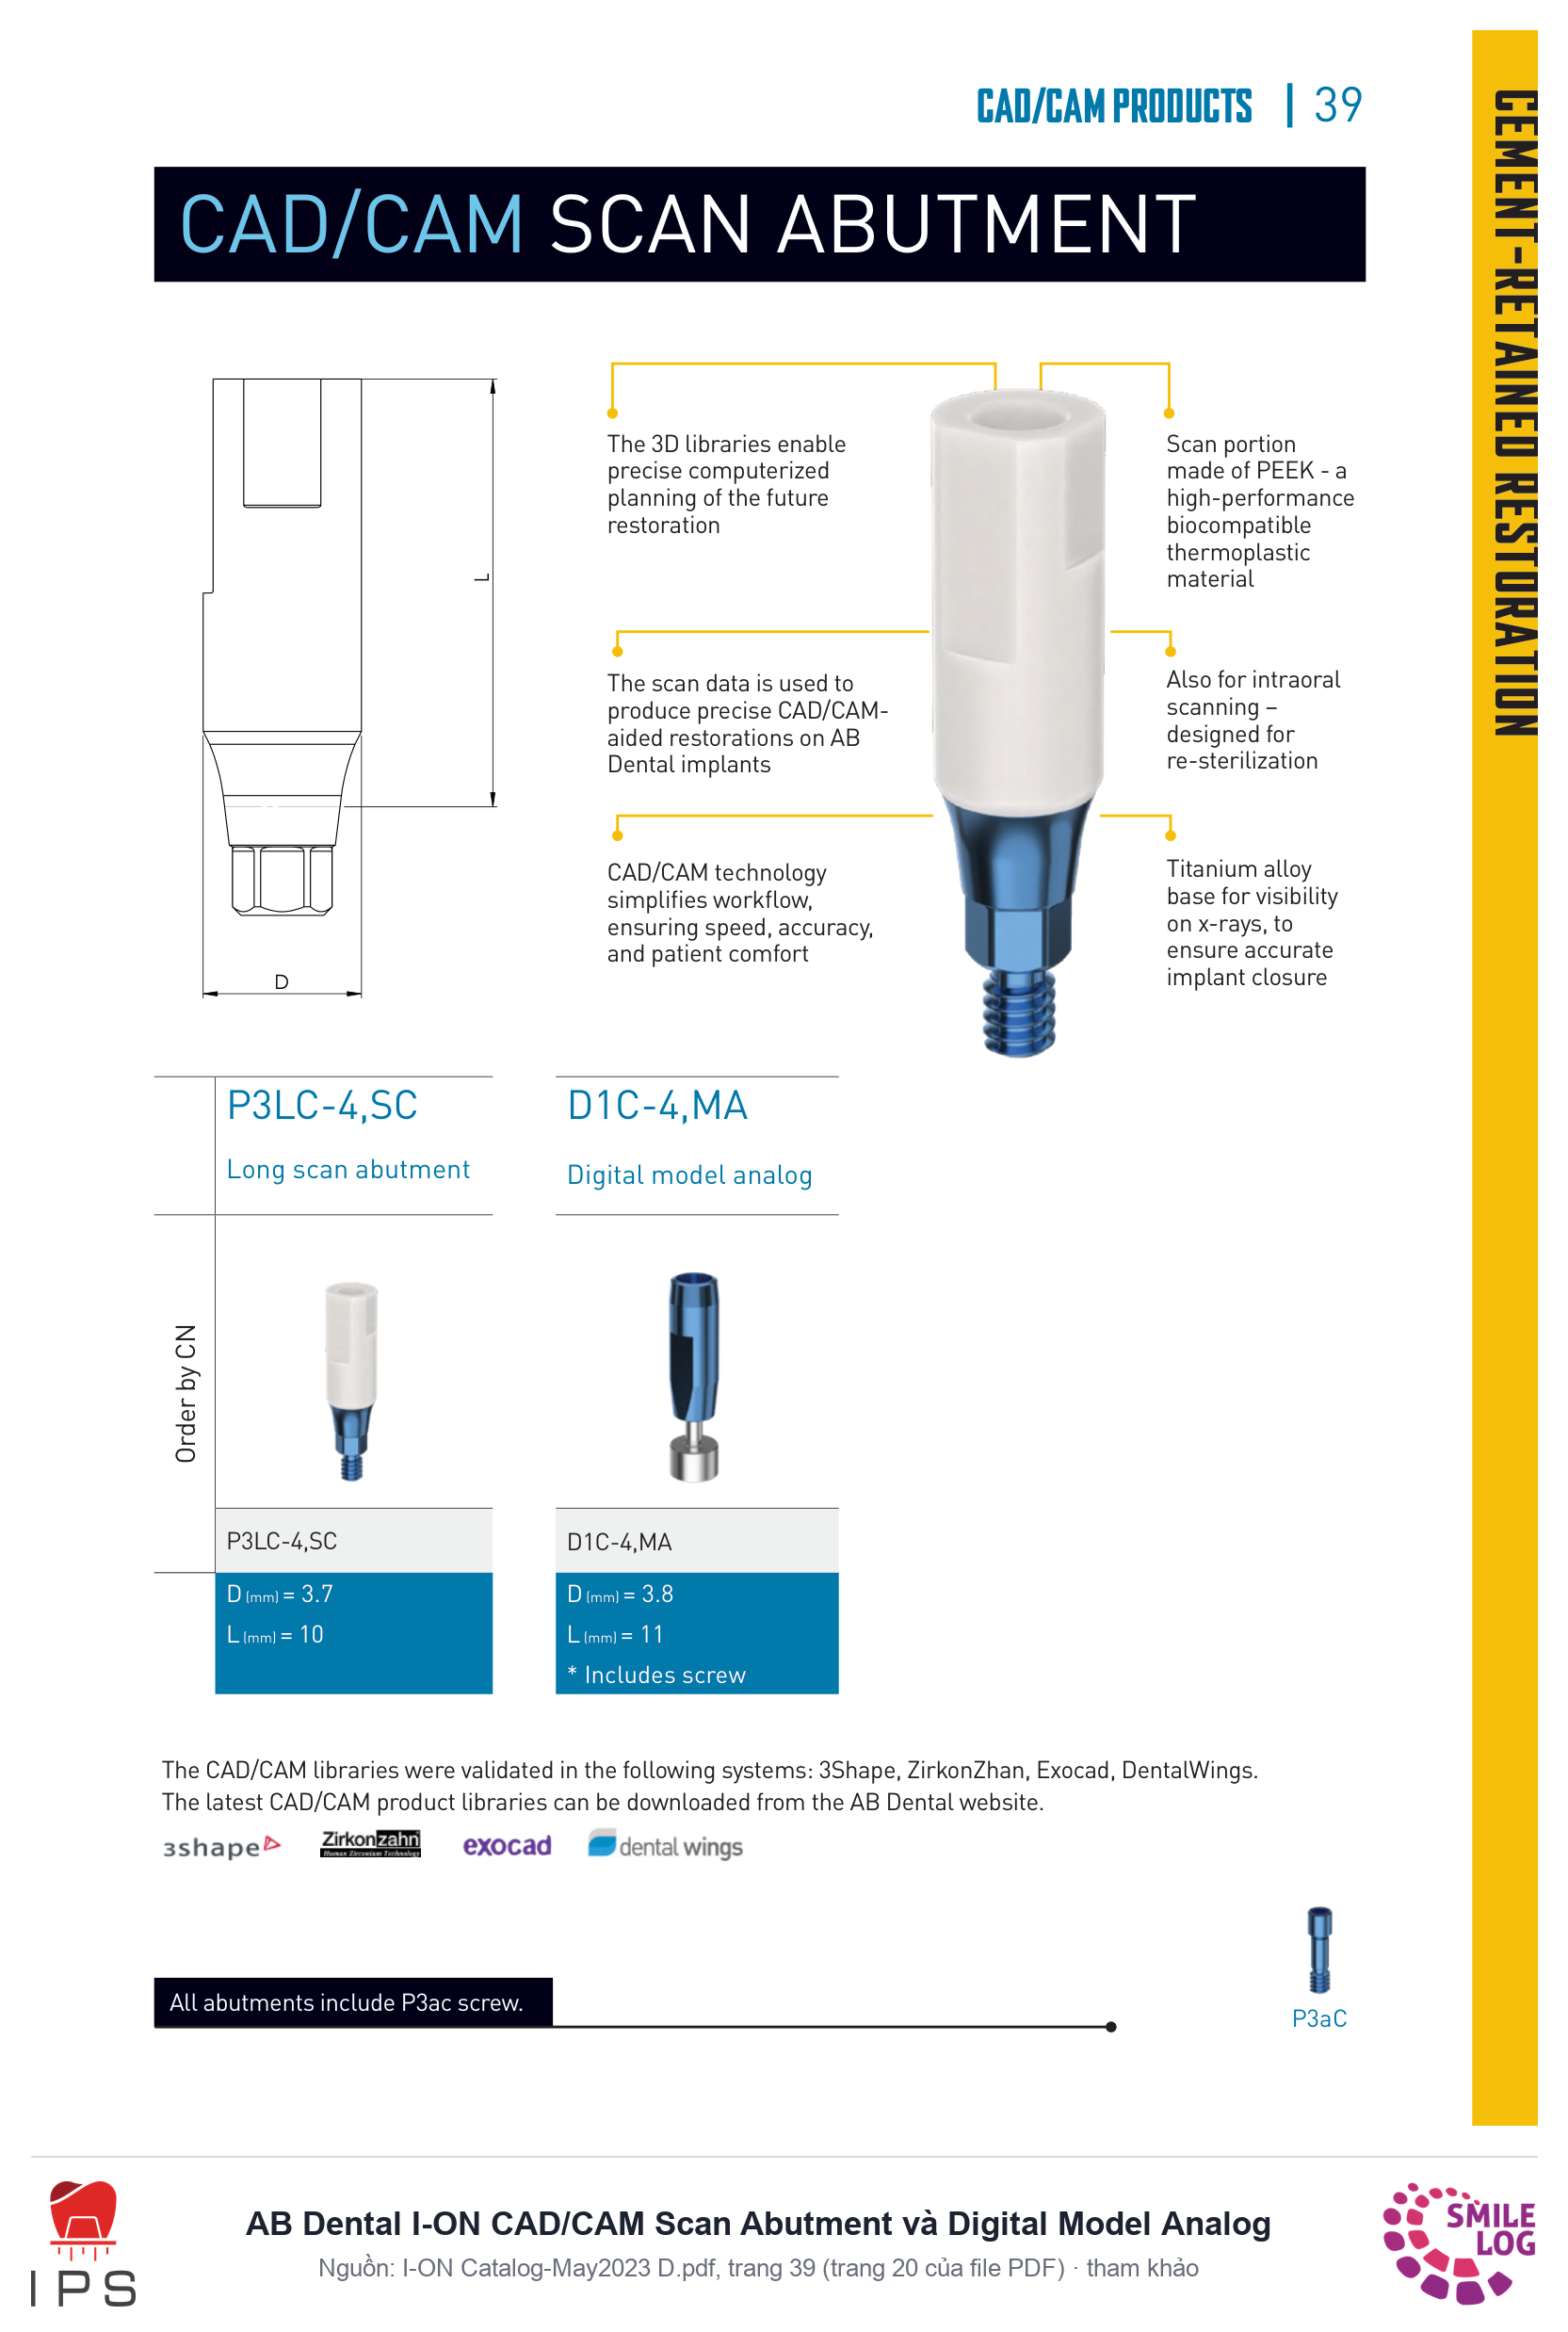 CAD/CAM PRODUCTS | 39
CEMENT-RETAINED RESTORATION
CAD/CAM SCAN ABUTMENT
L
D
The 3D libraries enable
precise computerized
planning of the future
restoration
Scan portion
made of PEEK - a
high-performance
biocompatible
thermoplastic
material
The scan data is used to
produce precise CAD/CAM-
aided restorations on AB
Dental implants
Also for intraoral
scanning –
designed for
re-sterilization
CAD/CAM technology
simplifies workflow,
ensuring speed, accuracy,
and patient comfort
Titanium alloy
base for visibility
on x-rays, to
ensure accurate
implant closure
P3LC-4,SC
Long scan abutment
D1C-4,MA
Digital model analog
Order by CN
P3LC-4,SC
D (mm) = 3.7
L (mm) = 10
D1C-4,MA
D (mm) = 3.8
L (mm) = 11
* Includes screw
The CAD/CAM libraries were validated in the following systems: 3Shape, ZirkonZhan, Exocad, DentalWings.
The latest CAD/CAM product libraries can be downloaded from the AB Dental website.
3shape
Zirkonzahn
Human Zirconium Technology
exocad
dental wings
All abutments include P3ac screw.
P3aC
IPS
AB Dental I-ON CAD/CAM Scan Abutment và Digital Model Analog
Nguồn: I-ON Catalog-May2023 D.pdf, trang 39 (trang 20 của file PDF) · tham khảo
SMILE
LOG